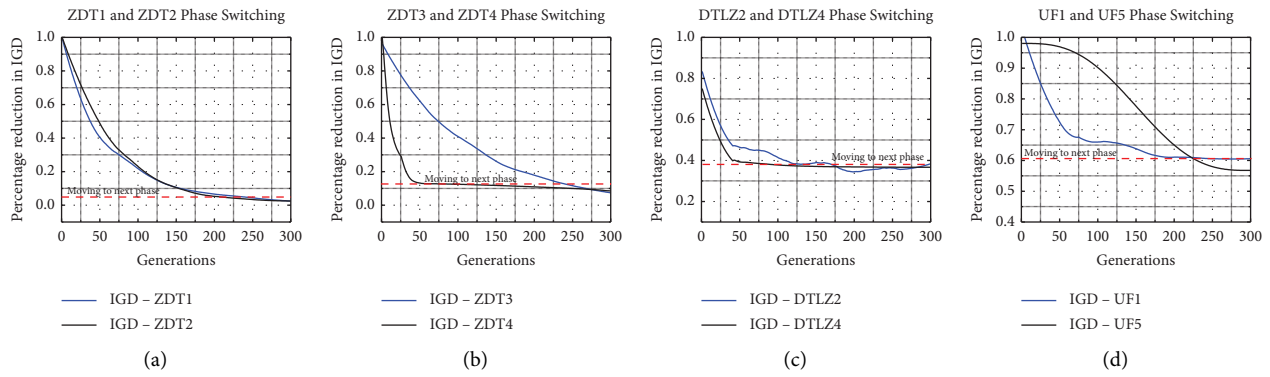 ZDT1 and ZDT2 Phase Switching
Percentage reduction in IGD
1.0
0.8
0.6
0.4
0.2
0.0
Moving to next phase
0 50 100 150 200 250 300
Generations
IGD – ZDT1
IGD – ZDT2
(a)
ZDT3 and ZDT4 Phase Switching
Percentage reduction in IGD
1.0
0.8
0.6
0.4
0.2
0.0
Moving to next phase
0 50 100 150 200 250 300
Generations
IGD – ZDT3
IGD – ZDT4
(b)
DTLZ2 and DTLZ4 Phase Switching
Percentage reduction in IGD
1.0
0.8
0.6
0.4
0.2
Moving to next phase
0 50 100 150 200 250 300
Generations
IGD – DTLZ2
IGD – DTLZ4
(c)
UF1 and UF5 Phase Switching
Percentage reduction in IGD
1.0
0.9
0.8
0.7
0.6
0.5
0.4
Moving to next phase
0 50 100 150 200 250 300
Generations
IGD – UF1
IGD – UF5
(d)